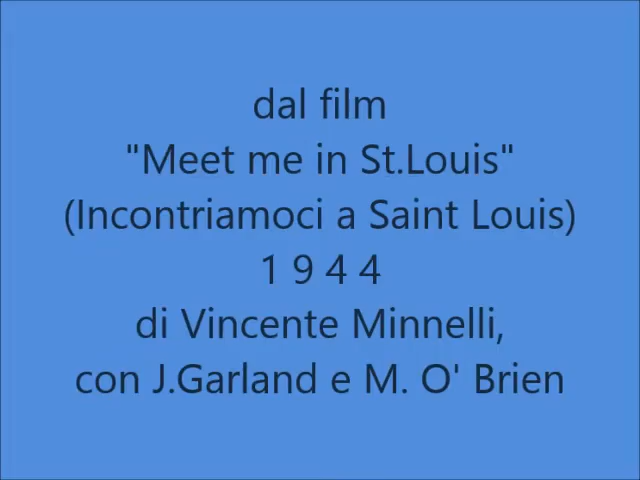 dal film
"Meet me in St.Louis"
(Incontriamoci a Saint Louis)
1 9 4 4
di Vincente Minnelli,
con J.Garland e M. O' Brien